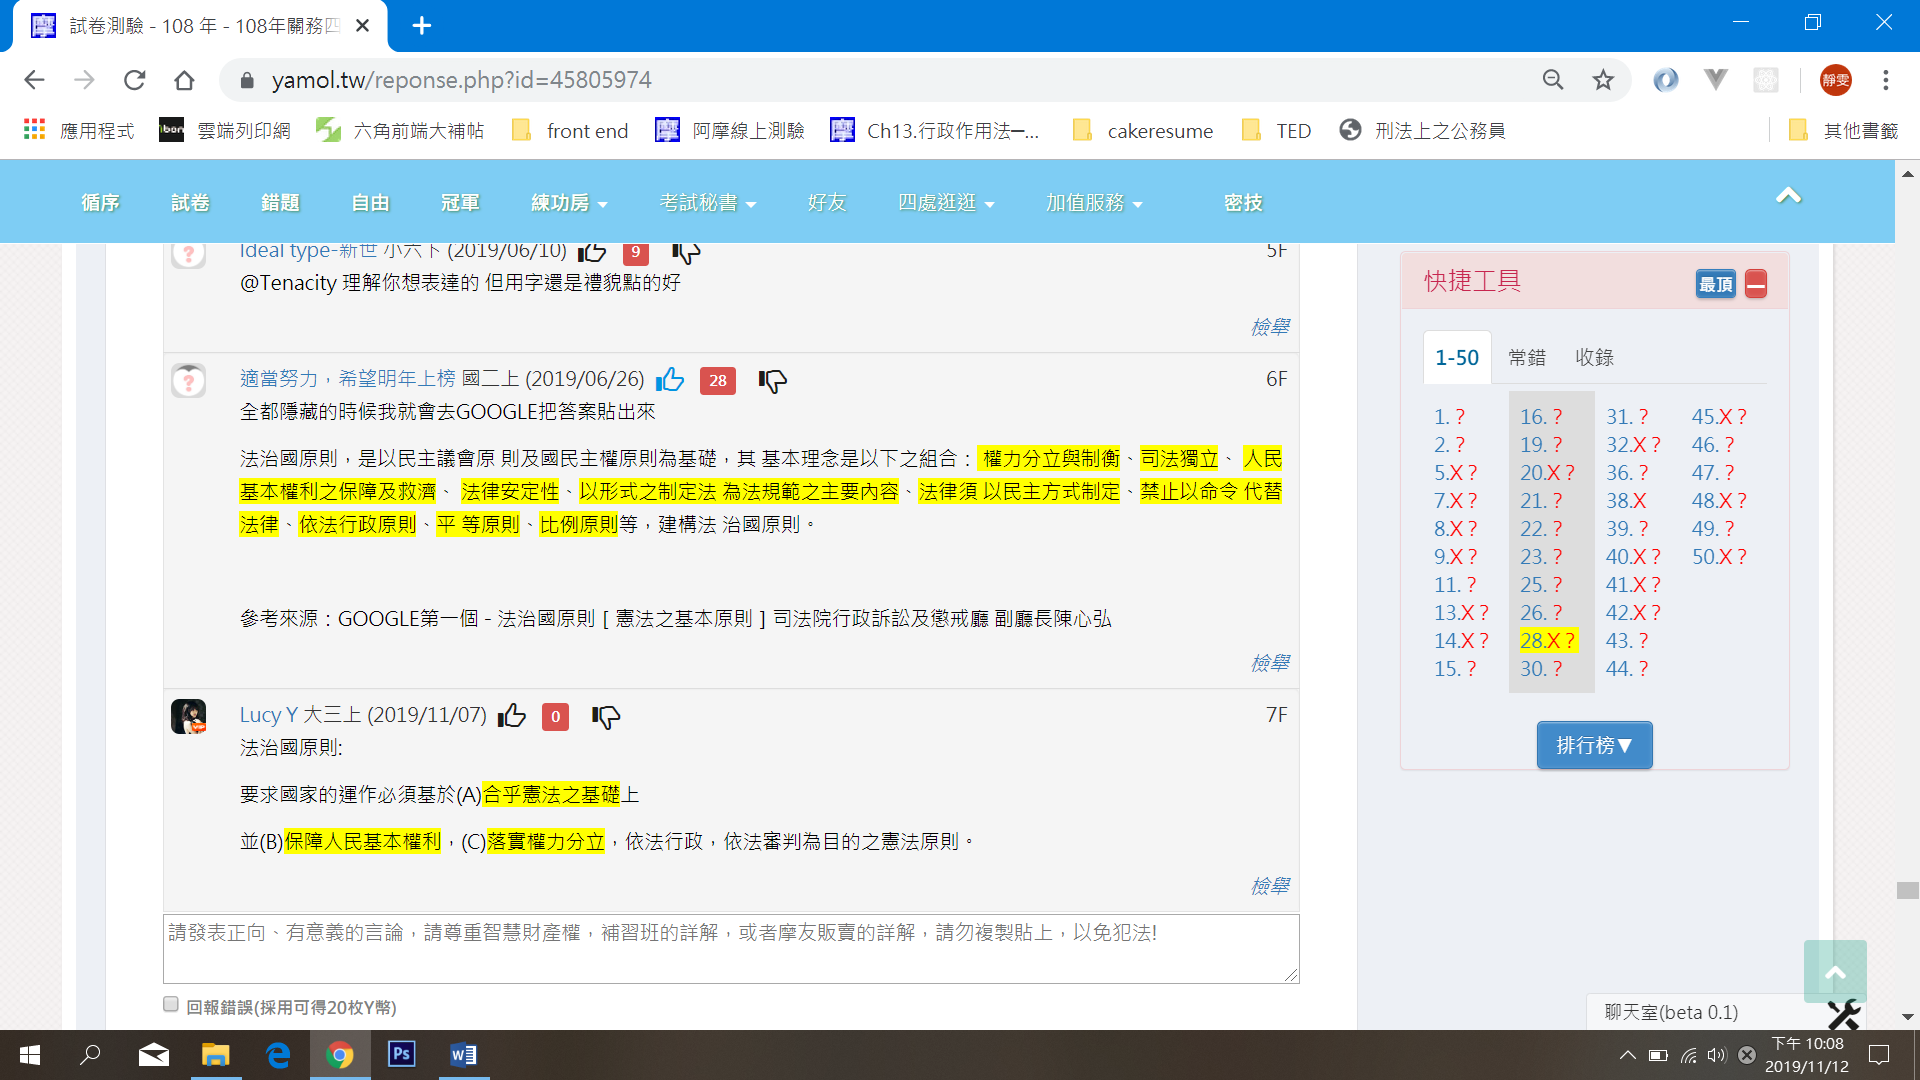 試卷測驗 - 108 年 - 108年關務四
yamol.tw/reponse.php?id=45805974
靜雯
應用程式
ibon
雲端列印網
六角前端大補帖
front end
摩
阿摩線上測驗
摩
Ch13.行政作用法─...
cakeresume
TED
刑法上之公務員
其他書籤
循序 試卷 錯題 自由 冠軍 練功房 考試秘書 好友 四處逛逛 加值服務 密技
Ideal type-新世 小六下 (2019/06/10) 9 5F
@Tenacity 理解你想表達的 但用字還是禮貌點的好
檢舉
適當努力，希望明年上榜 國二上 (2019/06/26) 28 6F
全都隱藏的時候我就會去GOOGLE把答案貼出來
法治國原則，是以民主議會原 則及國民主權原則為基礎，其 基本理念是以下之組合： 權力分立與制衡、司法獨立、 人民
基本權利之保障及救濟、 法律安定性、以形式之制定法 為法規範之主要內容、法律須 以民主方式制定、禁止以命令 代替
法律、依法行政原則、平 等原則、比例原則等，建構法 治國原則。
參考來源：GOOGLE第一個 - 法治國原則 [ 憲法之基本原則 ] 司法院行政訴訟及懲戒廳 副廳長陳心弘
檢舉
Lucy Y 大三上 (2019/11/07) 0 7F
法治國原則:
要求國家的運作必須基於(A)合乎憲法之基礎上
並(B)保障人民基本權利，(C)落實權力分立，依法行政，依法審判為目的之憲法原則。
檢舉
請發表正向、有意義的言論，請尊重智慧財產權，補習班的詳解，或者摩友販賣的詳解，請勿複製貼上，以免犯法!
回報錯誤(採用可得20枚Y幣)
快捷工具 最頂
1-50 常錯 收錄
1. ? 16. ? 31. ? 45.X ?
2. ? 19. ? 32.X ? 46. ?
5.X ? 20.X ? 36. ? 47. ?
7.X ? 21. ? 38.X 48.X ?
8.X ? 22. ? 39. ? 49. ?
9.X ? 23. ? 40.X ? 50.X ?
11. ? 25. ? 41.X ?
13.X ? 26. ? 42.X ?
14.X ? 28.X ? 43. ?
15. ? 30. ? 44. ?
排行榜▼
聊天室(beta 0.1)
Ps
下午 10:08
2019/11/12